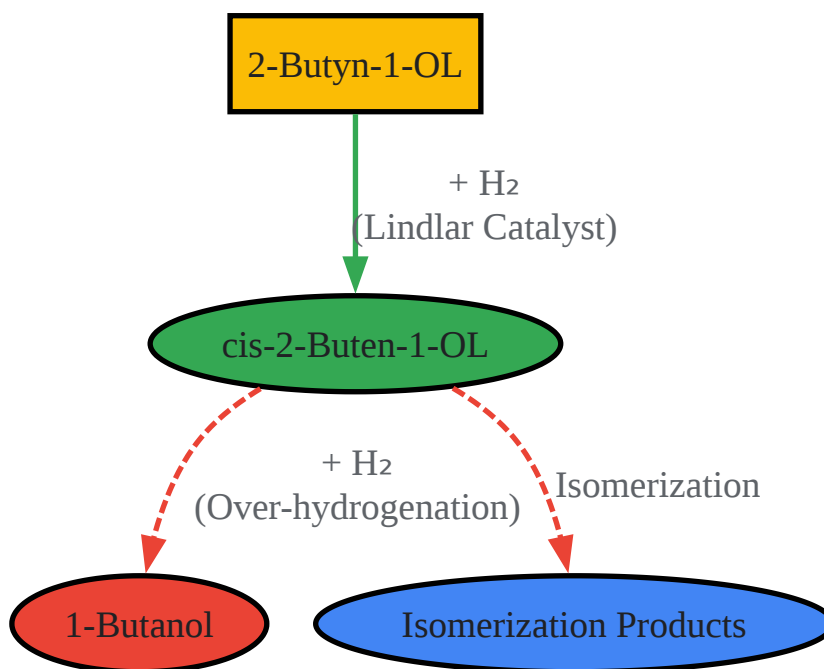 2-Butyn-1-OL
+ H₂
(Lindlar Catalyst)
cis-2-Buten-1-OL
+ H₂
(Over-hydrogenation)
Isomerization
1-Butanol
Isomerization Products